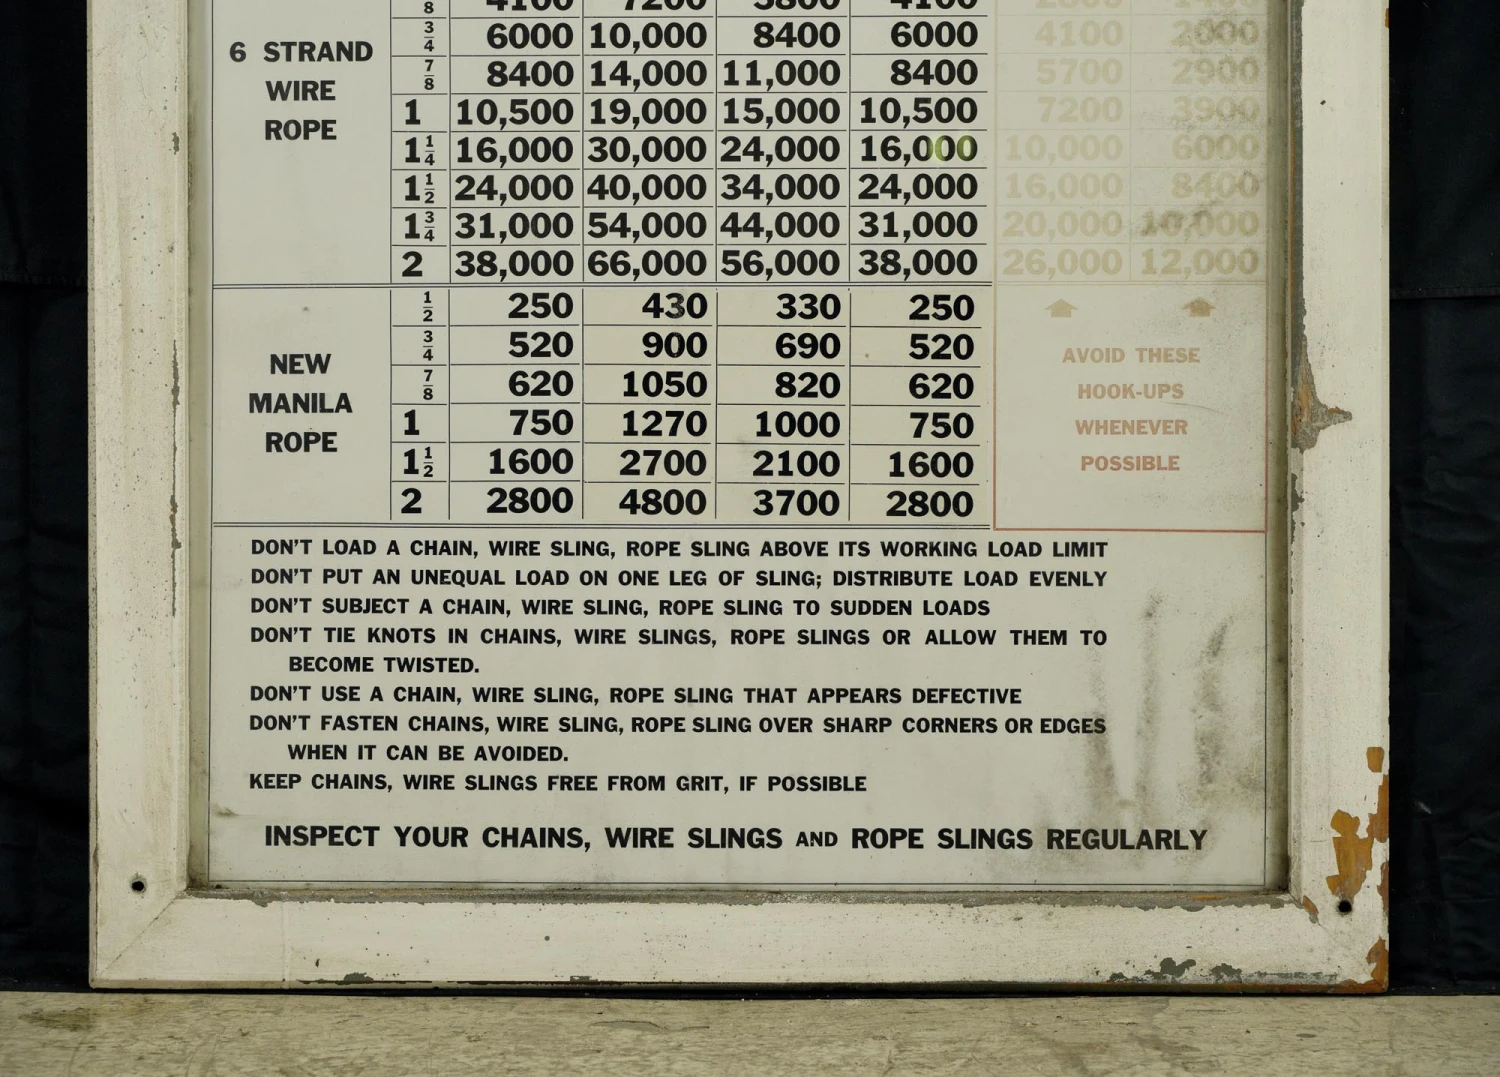 6 STRAND
WIRE
ROPE
5/8 4100 7200 5800 4100
3/4 6000 10,000 8400 6000 4100 2000
7/8 8400 14,000 11,000 8400 5700 2900
1 10,500 19,000 15,000 10,500 7200 3900
1 1/4 16,000 30,000 24,000 16,000 10,000 6000
1 1/2 24,000 40,000 34,000 24,000 16,000 8400
1 3/4 31,000 54,000 44,000 31,000 20,000 10,000
2 38,000 66,000 56,000 38,000 26,000 12,000
NEW
MANILA
ROPE
1/2 250 430 330 250
3/4 520 900 690 520
7/8 620 1050 820 620
1 750 1270 1000 750
1 1/2 1600 2700 2100 1600
2 2800 4800 3700 2800
AVOID THESE
HOOK-UPS
WHENEVER
POSSIBLE
DON'T LOAD A CHAIN, WIRE SLING, ROPE SLING ABOVE ITS WORKING LOAD LIMIT
DON'T PUT AN UNEQUAL LOAD ON ONE LEG OF SLING; DISTRIBUTE LOAD EVENLY
DON'T SUBJECT A CHAIN, WIRE SLING, ROPE SLING TO SUDDEN LOADS
DON'T TIE KNOTS IN CHAINS, WIRE SLINGS, ROPE SLINGS OR ALLOW THEM TO
BECOME TWISTED.
DON'T USE A CHAIN, WIRE SLING, ROPE SLING THAT APPEARS DEFECTIVE
DON'T FASTEN CHAINS, WIRE SLING, ROPE SLING OVER SHARP CORNERS OR EDGES
WHEN IT CAN BE AVOIDED.
KEEP CHAINS, WIRE SLINGS FREE FROM GRIT, IF POSSIBLE
INSPECT YOUR CHAINS, WIRE SLINGS AND ROPE SLINGS REGULARLY